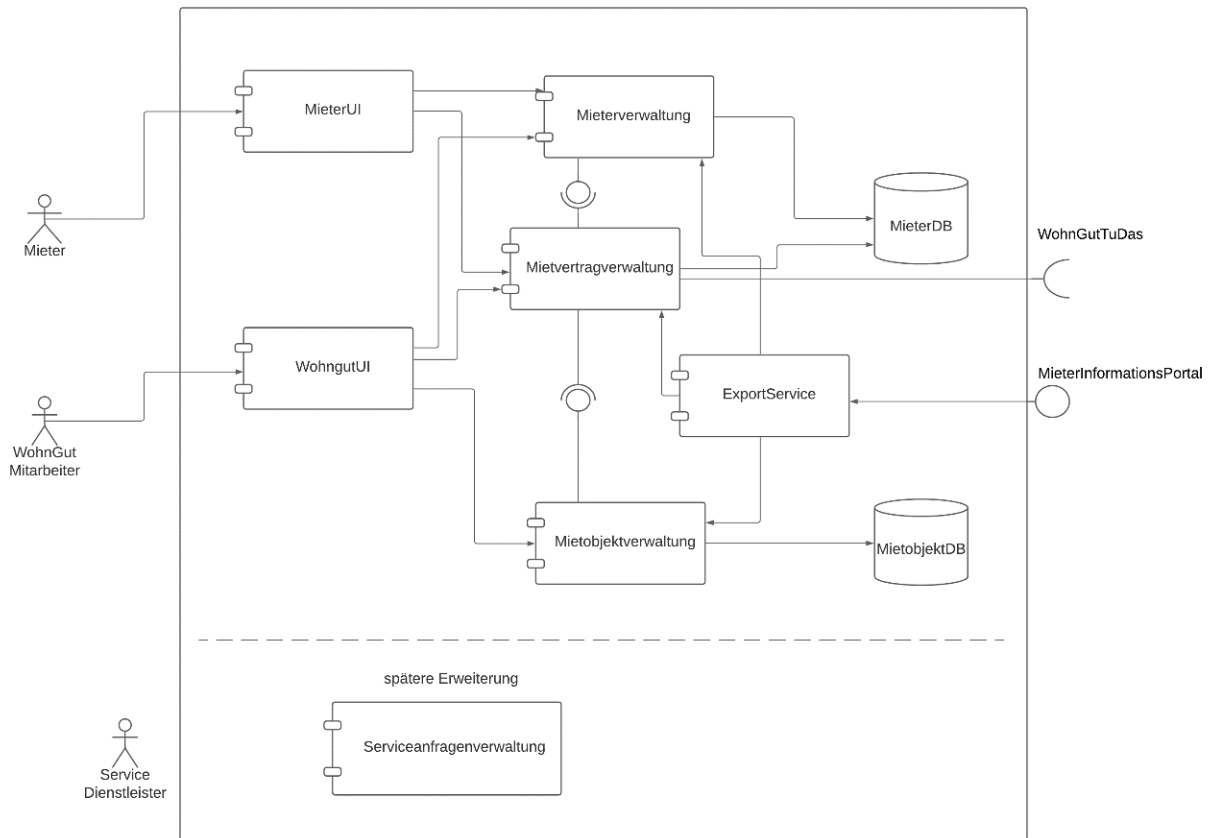 MieterUI
Mieterverwaltung
Mieter
MieterDB
WohnGutTuDas
Mietvertragverwaltung
WohngutUI
ExportService
MieterInformationsPortal
WohnGut
Mitarbeiter
Mietobjektverwaltung
MietobjektDB
spätere Erweiterung
Serviceanfragenverwaltung
Service
Dienstleister